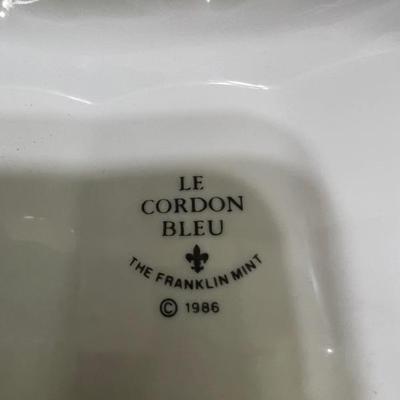 LE
CORDON
BLEU
THE FRANKLIN MINT
© 1986